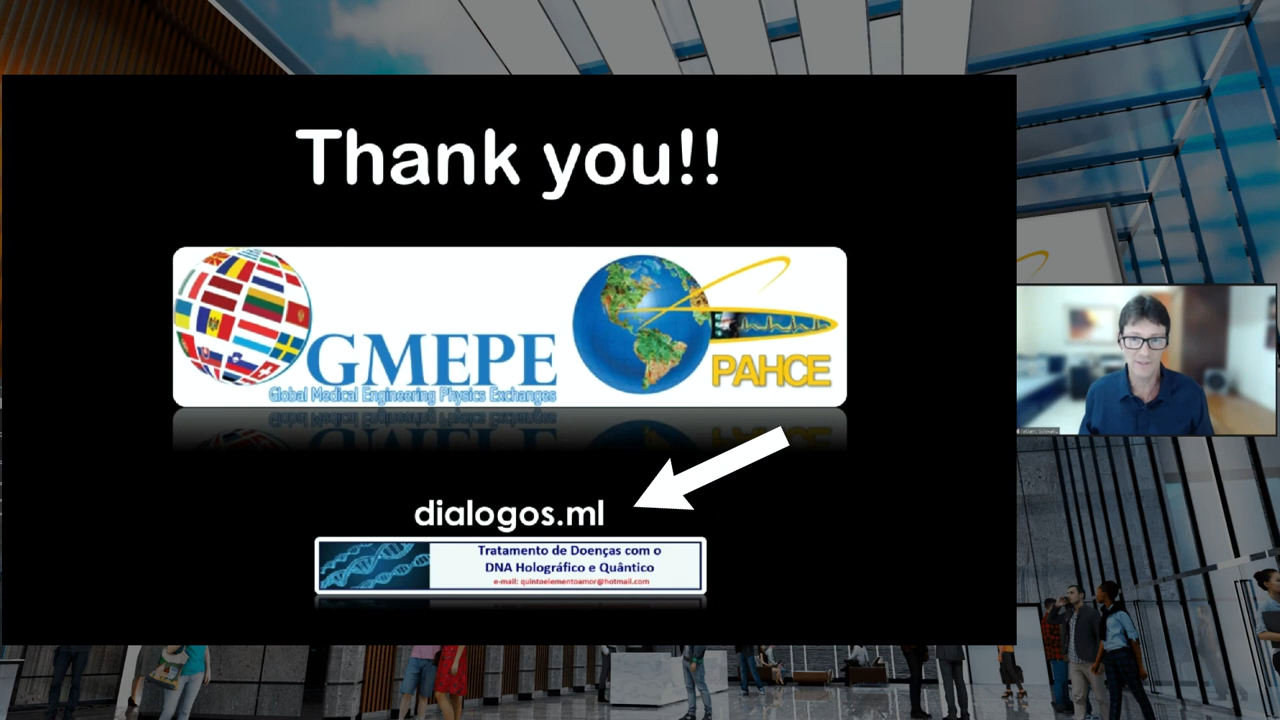 Thank you!!
GMEPE
Global Medical Engineering Physics Exchanges
PAHCE
dialogos.ml
Tratamento de Doenças com o
DNA Holográfico e Quântico
e-mail: quintoelementoamor@hotmail.com